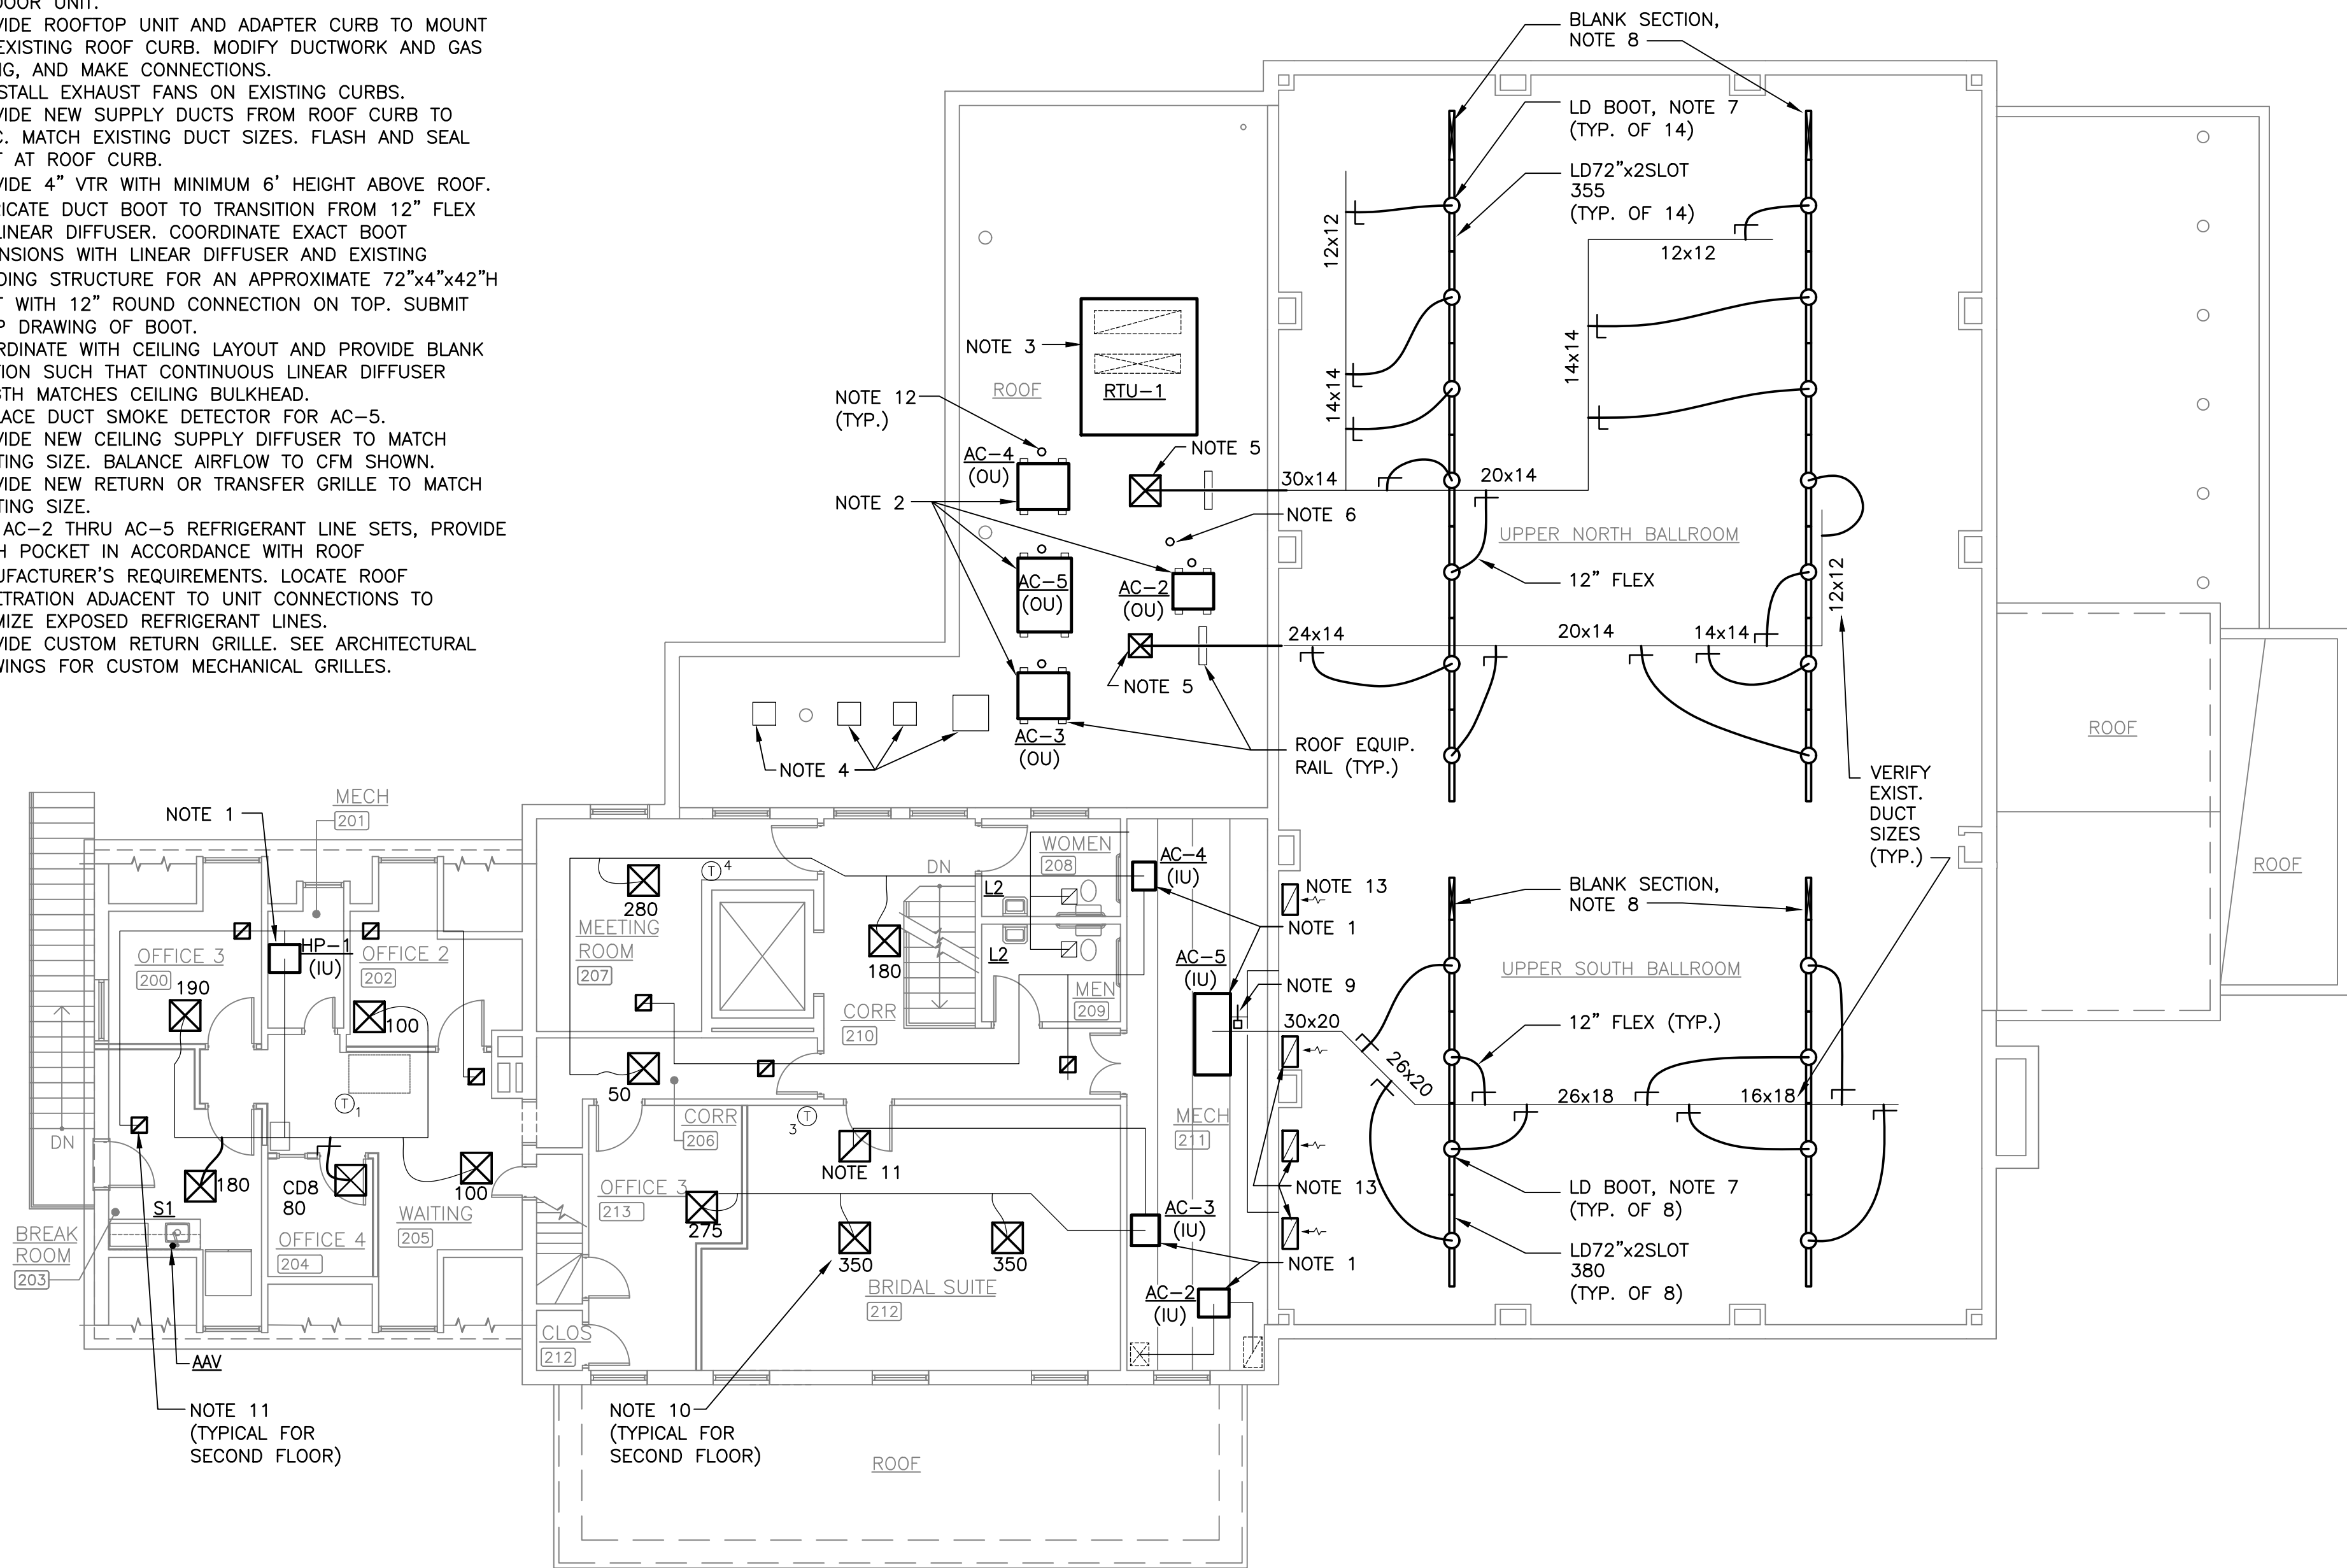 OOR UNIT.
VIDE ROOFTOP UNIT AND ADAPTER CURB TO MOUNT
EXISTING ROOF CURB. MODIFY DUCTWORK AND GAS
NG, AND MAKE CONNECTIONS.
STALL EXHAUST FANS ON EXISTING CURBS.
VIDE NEW SUPPLY DUCTS FROM ROOF CURB TO
C. MATCH EXISTING DUCT SIZES. FLASH AND SEAL
T AT ROOF CURB.
VIDE 4" VTR WITH MINIMUM 6' HEIGHT ABOVE ROOF.
RICATE DUCT BOOT TO TRANSITION FROM 12" FLEX
LINEAR DIFFUSER. COORDINATE EXACT BOOT
ENSIONS WITH LINEAR DIFFUSER AND EXISTING
DING STRUCTURE FOR AN APPROXIMATE 72"x4"x42"H
T WITH 12" ROUND CONNECTION ON TOP. SUBMIT
P DRAWING OF BOOT.
RDINATE WITH CEILING LAYOUT AND PROVIDE BLANK
TION SUCH THAT CONTINUOUS LINEAR DIFFUSER
GTH MATCHES CEILING BULKHEAD.
LACE DUCT SMOKE DETECTOR FOR AC-5.
VIDE NEW CEILING SUPPLY DIFFUSER TO MATCH
TING SIZE. BALANCE AIRFLOW TO CFM SHOWN.
VIDE NEW RETURN OR TRANSFER GRILLE TO MATCH
TING SIZE.
AC-2 THRU AC-5 REFRIGERANT LINE SETS, PROVIDE
H POCKET IN ACCORDANCE WITH ROOF
UFACTURER'S REQUIREMENTS. LOCATE ROOF
ETRATION ADJACENT TO UNIT CONNECTIONS TO
MIZE EXPOSED REFRIGERANT LINES.
VIDE CUSTOM RETURN GRILLE. SEE ARCHITECTURAL
WINGS FOR CUSTOM MECHANICAL GRILLES.
BLANK SECTION,
NOTE 8
LD BOOT, NOTE 7
(TYP. OF 14)
LD72"x2SLOT
355
(TYP. OF 14)
12x12
12x12
14x14
14x14
NOTE 3
ROOF
RTU-1
NOTE 12
(TYP.)
AC-4
(OU)
NOTE 5
NOTE 2
30x14
20x14
NOTE 6
UPPER NORTH BALLROOM
AC-5
(OU)
AC-2
(OU)
12" FLEX
12x12
24x14
20x14
14x14
NOTE 5
AC-3
(OU)
NOTE 4
ROOF EQUIP.
RAIL (TYP.)
VERIFY
EXIST.
DUCT
SIZES
(TYP.)
ROOF
ROOF
MECH
201
NOTE 1
WOMEN
208
AC-4
(IU)
T 4
DN
L2
280
MEETING
ROOM
207
180
L2
NOTE 13
NOTE 1
BLANK SECTION,
NOTE 8
OFFICE 3
200
190
HP-1
(IU)
OFFICE 2
202
100
AC-5
(IU)
UPPER SOUTH BALLROOM
MEN
209
NOTE 9
CORR
210
30x20
12" FLEX (TYP.)
26x20
26x18
16x18
50
T 1
DN
CORR
206
T 3
MECH
211
NOTE 11
180
CD8
80
100
S1
OFFICE 3
213
275
NOTE 13
LD BOOT, NOTE 7
(TYP. OF 8)
AC-3
(IU)
WAITING
205
BREAK
ROOM
203
OFFICE 4
204
350
350
NOTE 1
LD72"x2SLOT
380
(TYP. OF 8)
BRIDAL SUITE
212
AC-2
(IU)
CLOS
212
AAV
NOTE 11
(TYPICAL FOR
SECOND FLOOR)
NOTE 10
(TYPICAL FOR
SECOND FLOOR)
ROOF